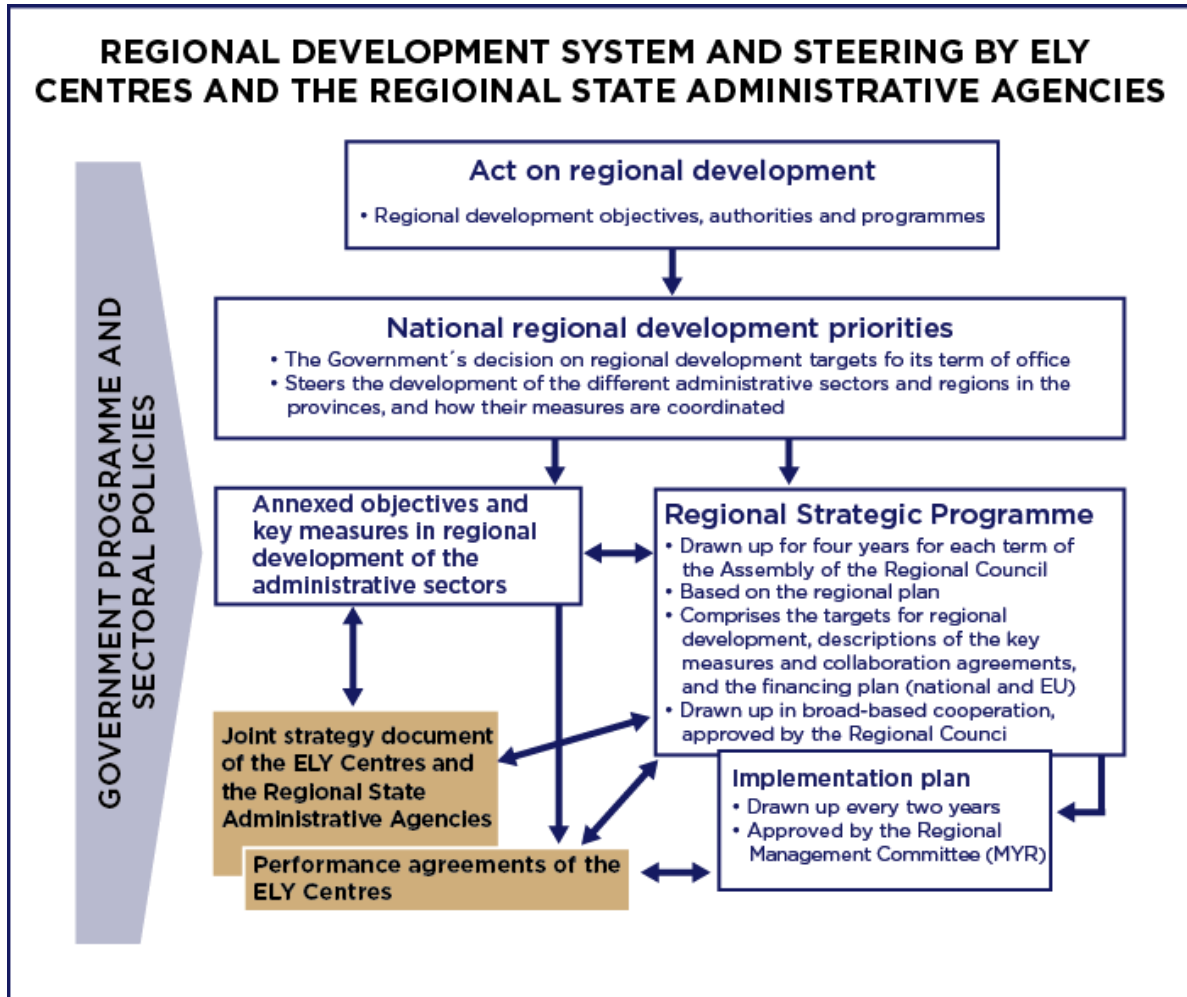 REGIONAL DEVELOPMENT SYSTEM AND STEERING BY ELY
CENTRES AND THE REGIOINAL STATE ADMINISTRATIVE AGENCIES
GOVERNMENT PROGRAMME AND
SECTORAL POLICIES
Act on regional development
• Regional development objectives, authorities and programmes
National regional development priorities
• The Government´s decision on regional development targets fo its term of office
• Steers the development of the different administrative sectors and regions in the
provinces, and how their measures are coordinated
Annexed objectives and
key measures in regional
development of the
administrative sectors
Regional Strategic Programme
• Drawn up for four years for each term of
the Assembly of the Regional Council
• Based on the regional plan
• Comprises the targets for regional
development, descriptions of the key
measures and collaboration agreements,
and the financing plan (national and EU)
• Drawn up in broad-based cooperation,
approved by the Regional Counci
Joint strategy document
of the ELY Centres and
the Regional State
Administrative Agencies
Performance agreements of the
ELY Centres
Implementation plan
• Drawn up every two years
• Approved by the Regional
Management Committee (MYR)